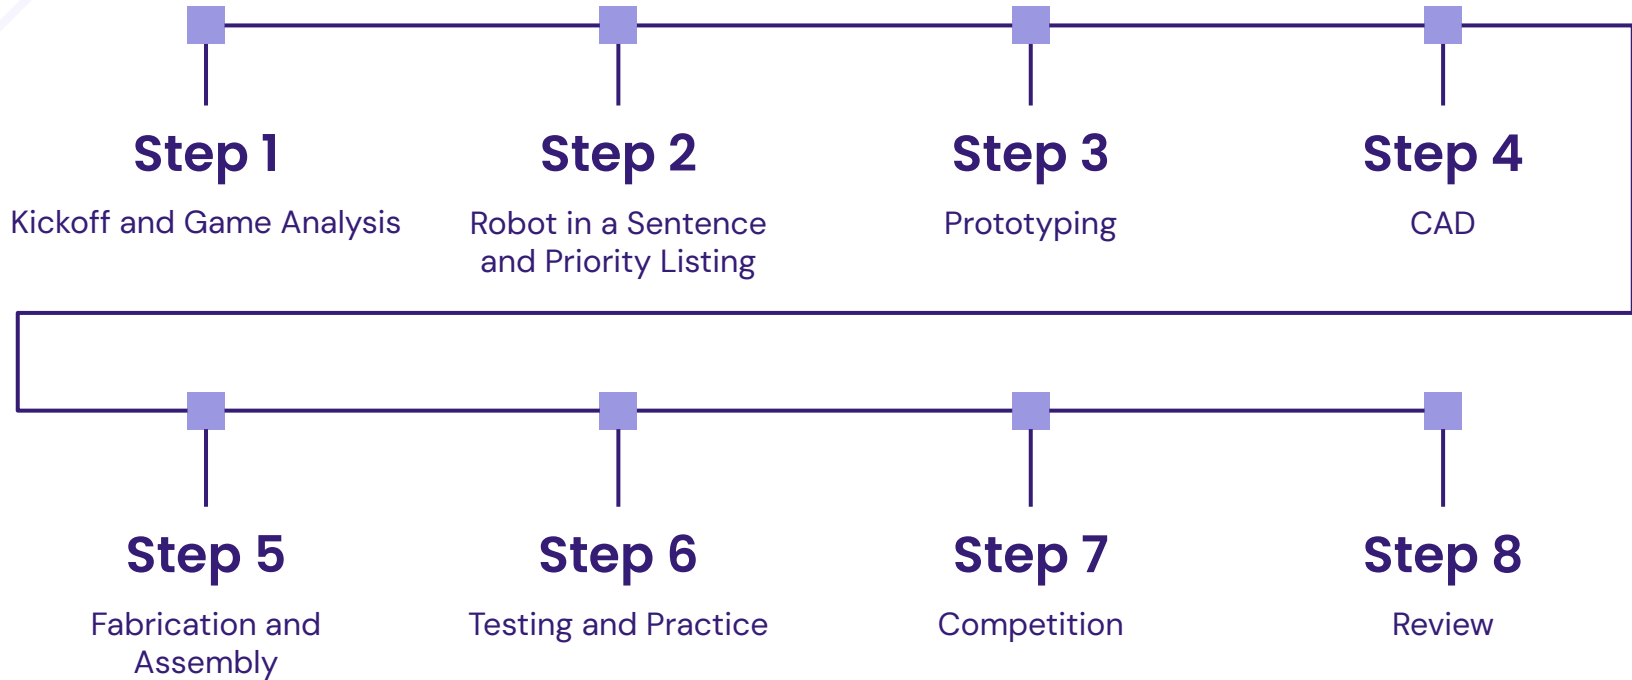 Step 1
Kickoff and Game Analysis
Step 2
Robot in a Sentence
and Priority Listing
Step 3
Prototyping
Step 4
CAD
Step 5
Fabrication and
Assembly
Step 6
Testing and Practice
Step 7
Competition
Step 8
Review